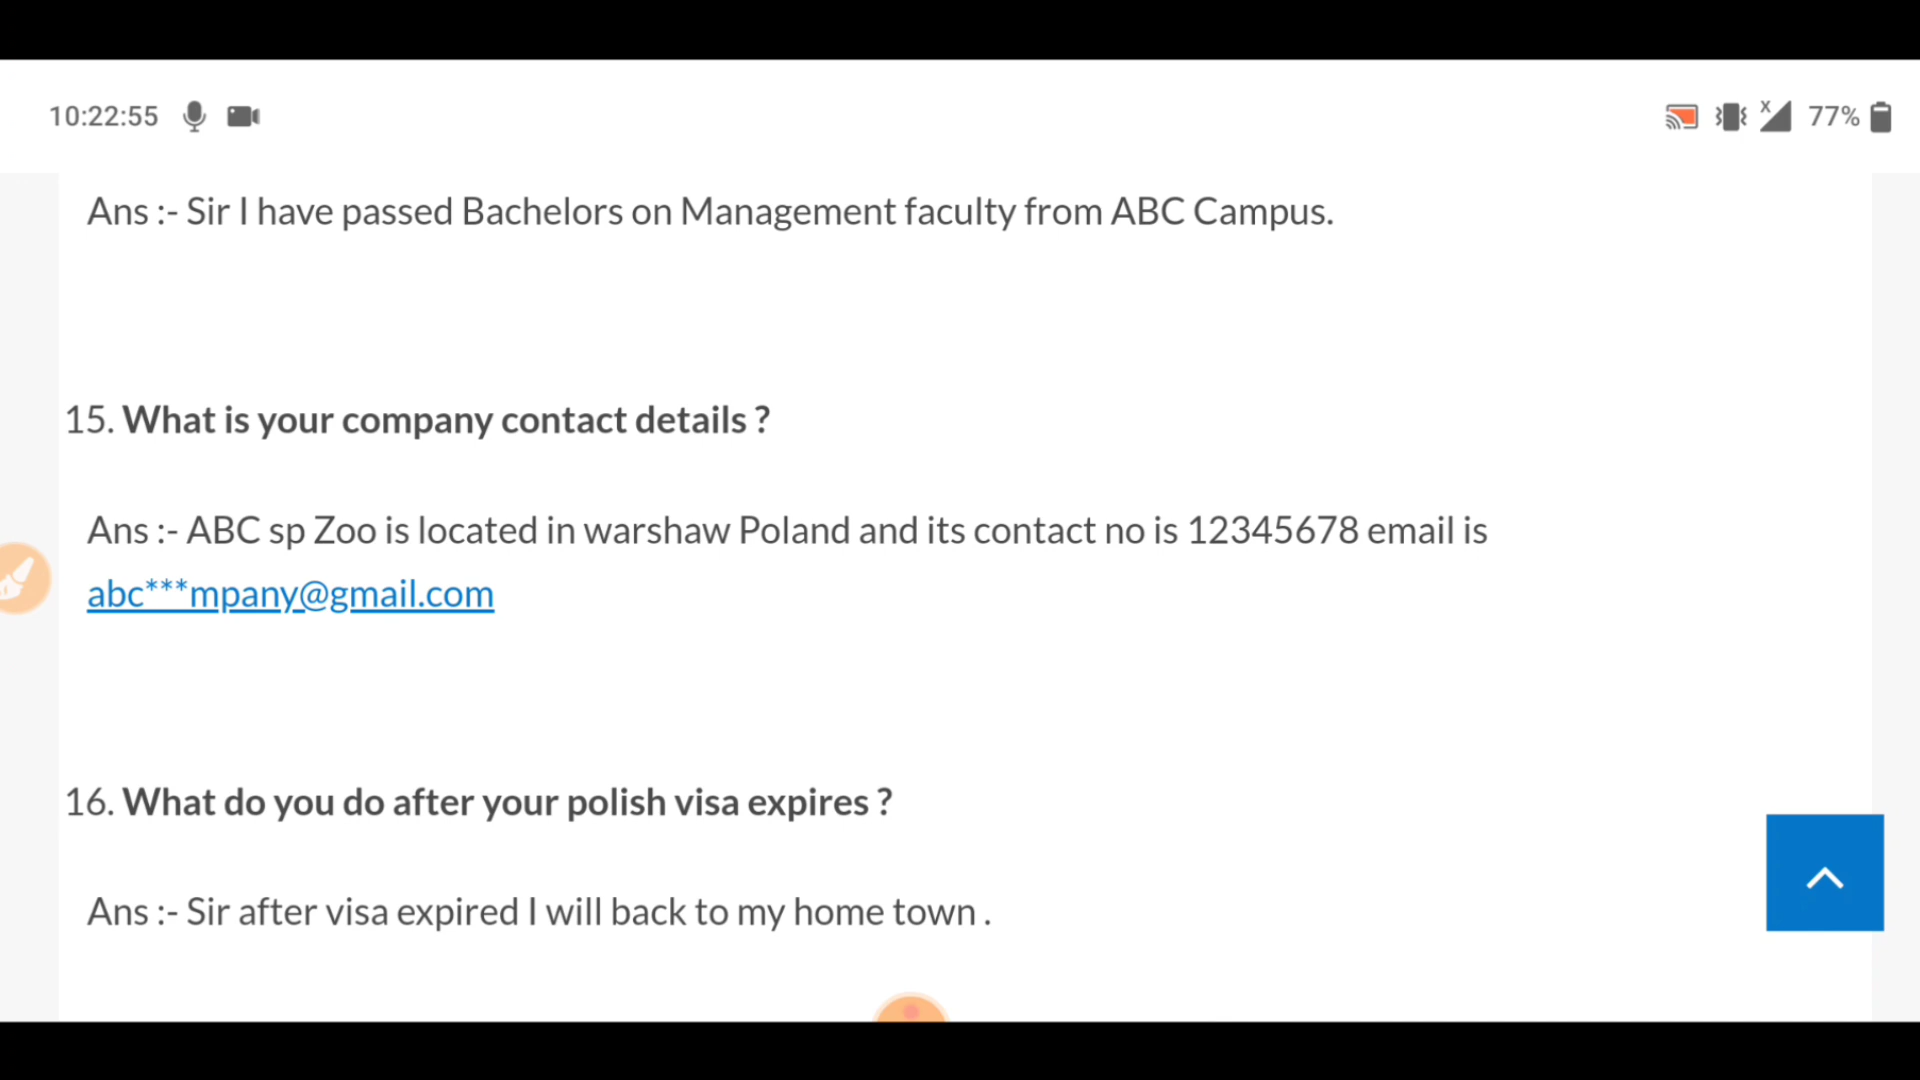 10:22:55
x 77%
Ans :- Sir I have passed Bachelors on Management faculty from ABC Campus.
15. What is your company contact details ?
Ans :- ABC sp Zoo is located in warshaw Poland and its contact no is 12345678 email is
abc***mpany@gmail.com
16. What do you do after your polish visa expires ?
Ans :- Sir after visa expired I will back to my home town .